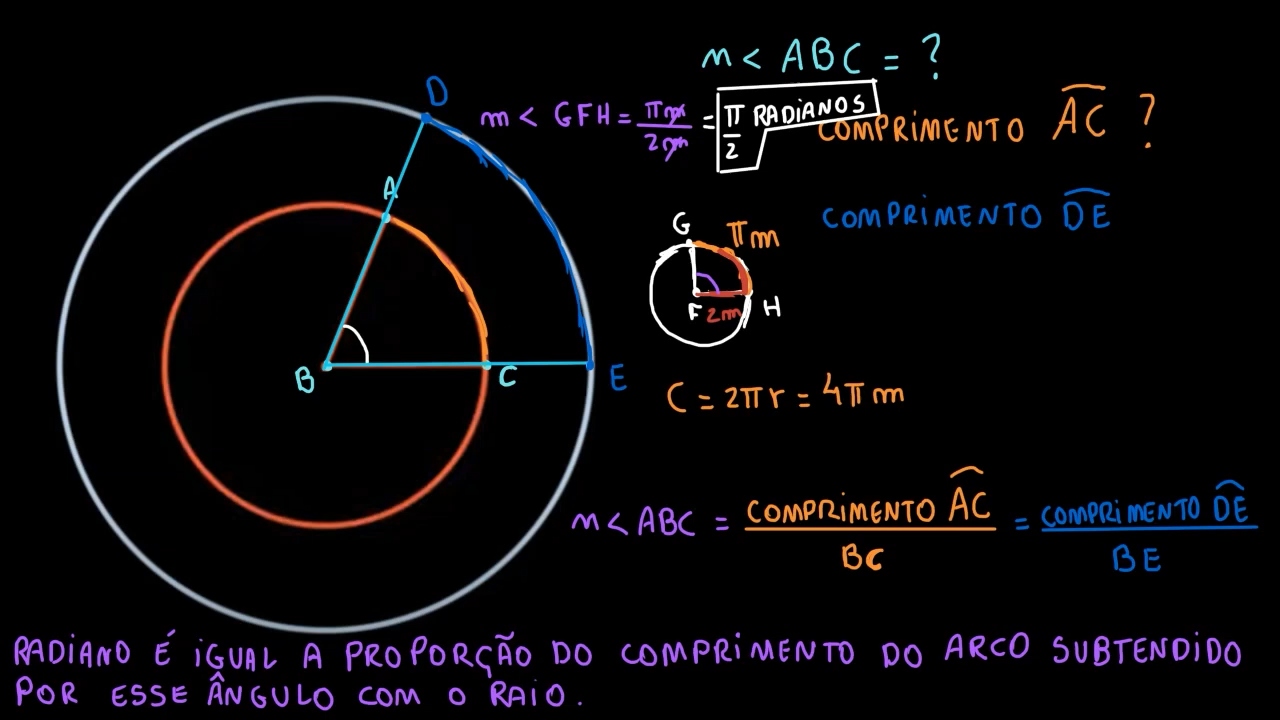 m < ABC = ?
D
m < GFH = πm/2m = π/2 RADIANOS
COMPRIMENTO AC ?
A
COMPRIMENTO DE
G
πm
F
2m
H
B
C
E
C = 2πr = 4πm
m < ABC = COMPRIMENTO AC/BC = COMPRIMENTO DE/BE
RADIANO É IGUAL A PROPORÇÃO DO COMPRIMENTO DO ARCO SUBTENDIDO
POR ESSE ÂNGULO COM O RAIO.